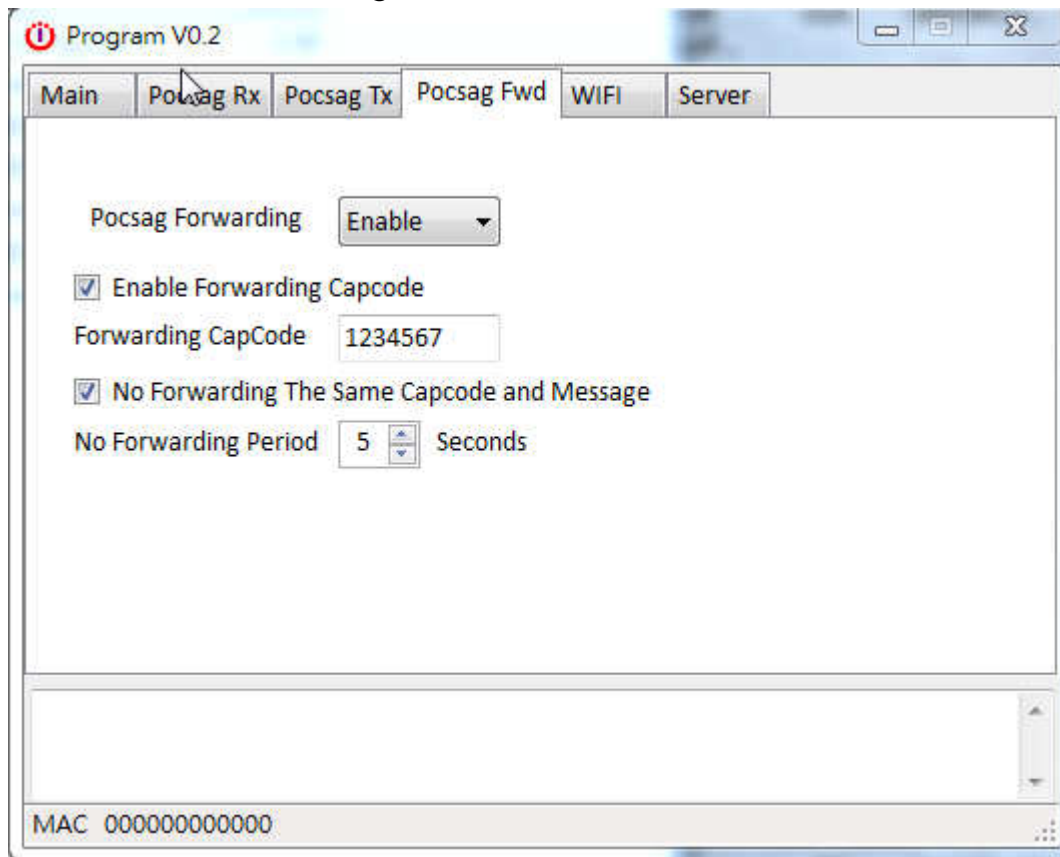 Program V0.2
Main Pocsag Rx Pocsag Tx Pocsag Fwd WIFI Server
Pocsag Forwarding Enable
Enable Forwarding Capcode
Forwarding CapCode 1234567
No Forwarding The Same Capcode and Message
No Forwarding Period 5 Seconds
MAC 000000000000